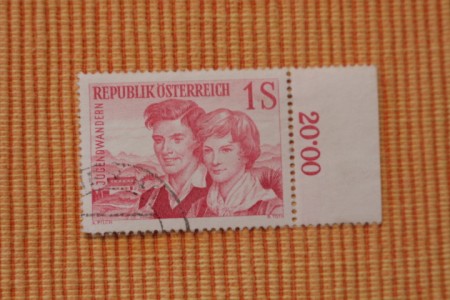 REPUBLIK ÖSTERREICH
1S
JUGENDWANDERN
20·00